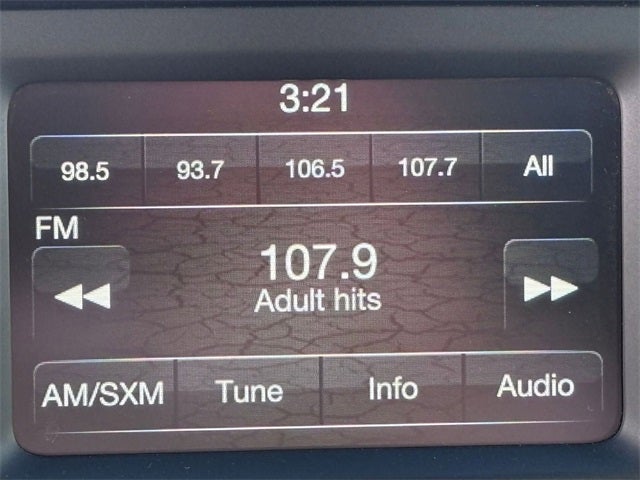 3:21
98.5 93.7 106.5 107.7 All
FM
107.9
Adult hits
AM/SXM Tune Info Audio